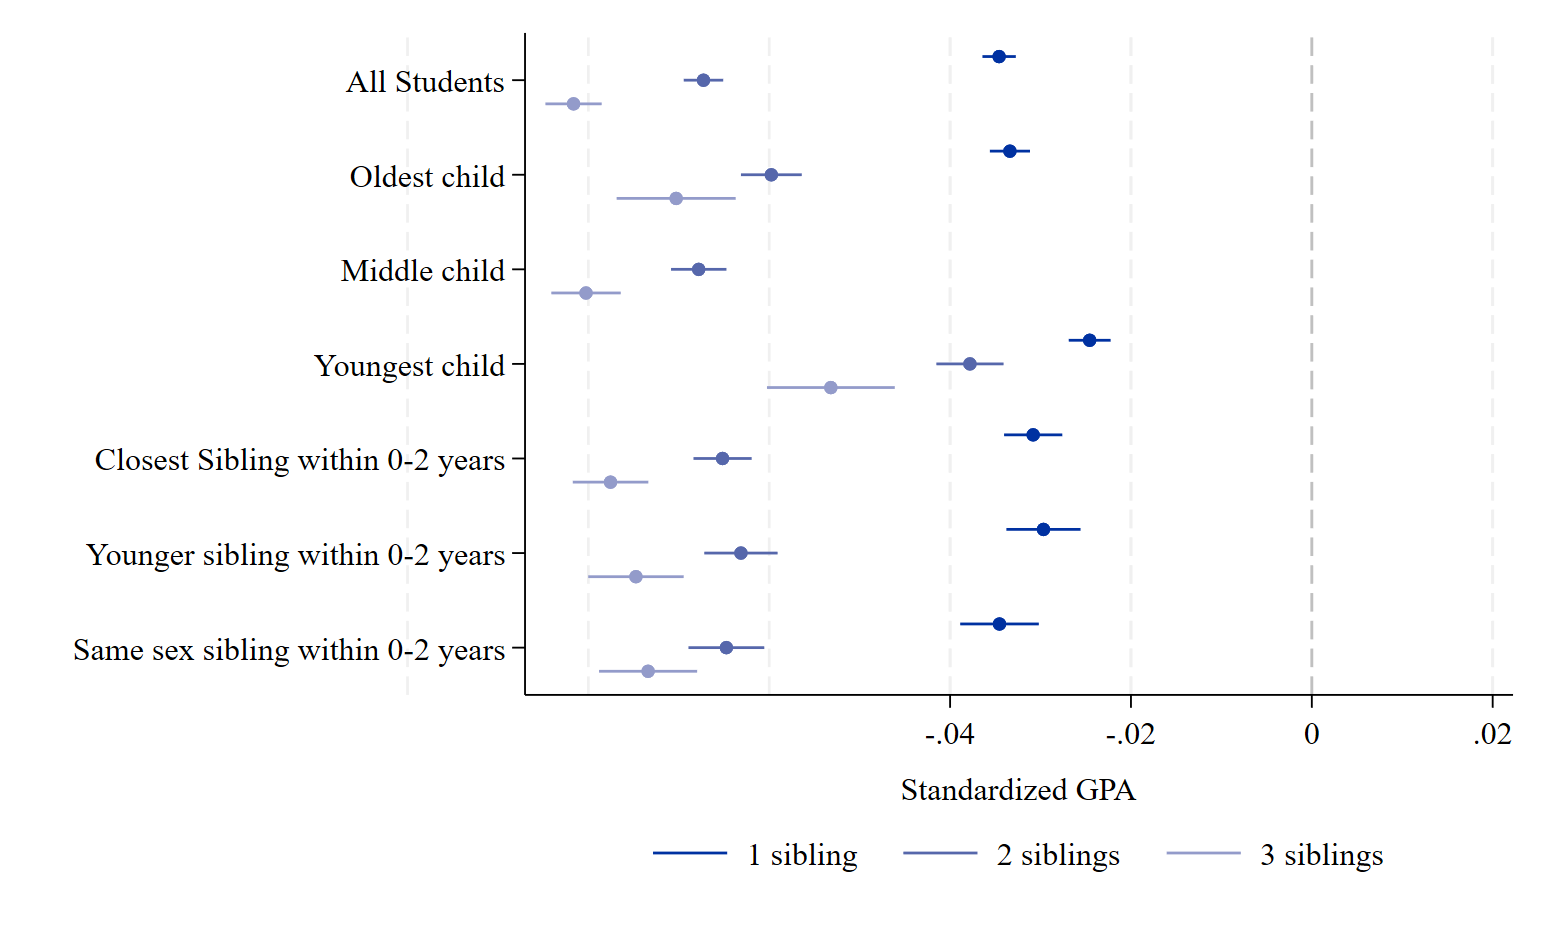 All Students
Oldest child
Middle child
Youngest child
Closest Sibling within 0-2 years
Younger sibling within 0-2 years
Same sex sibling within 0-2 years
-.04 -.02 0 .02
Standardized GPA
1 sibling 2 siblings 3 siblings